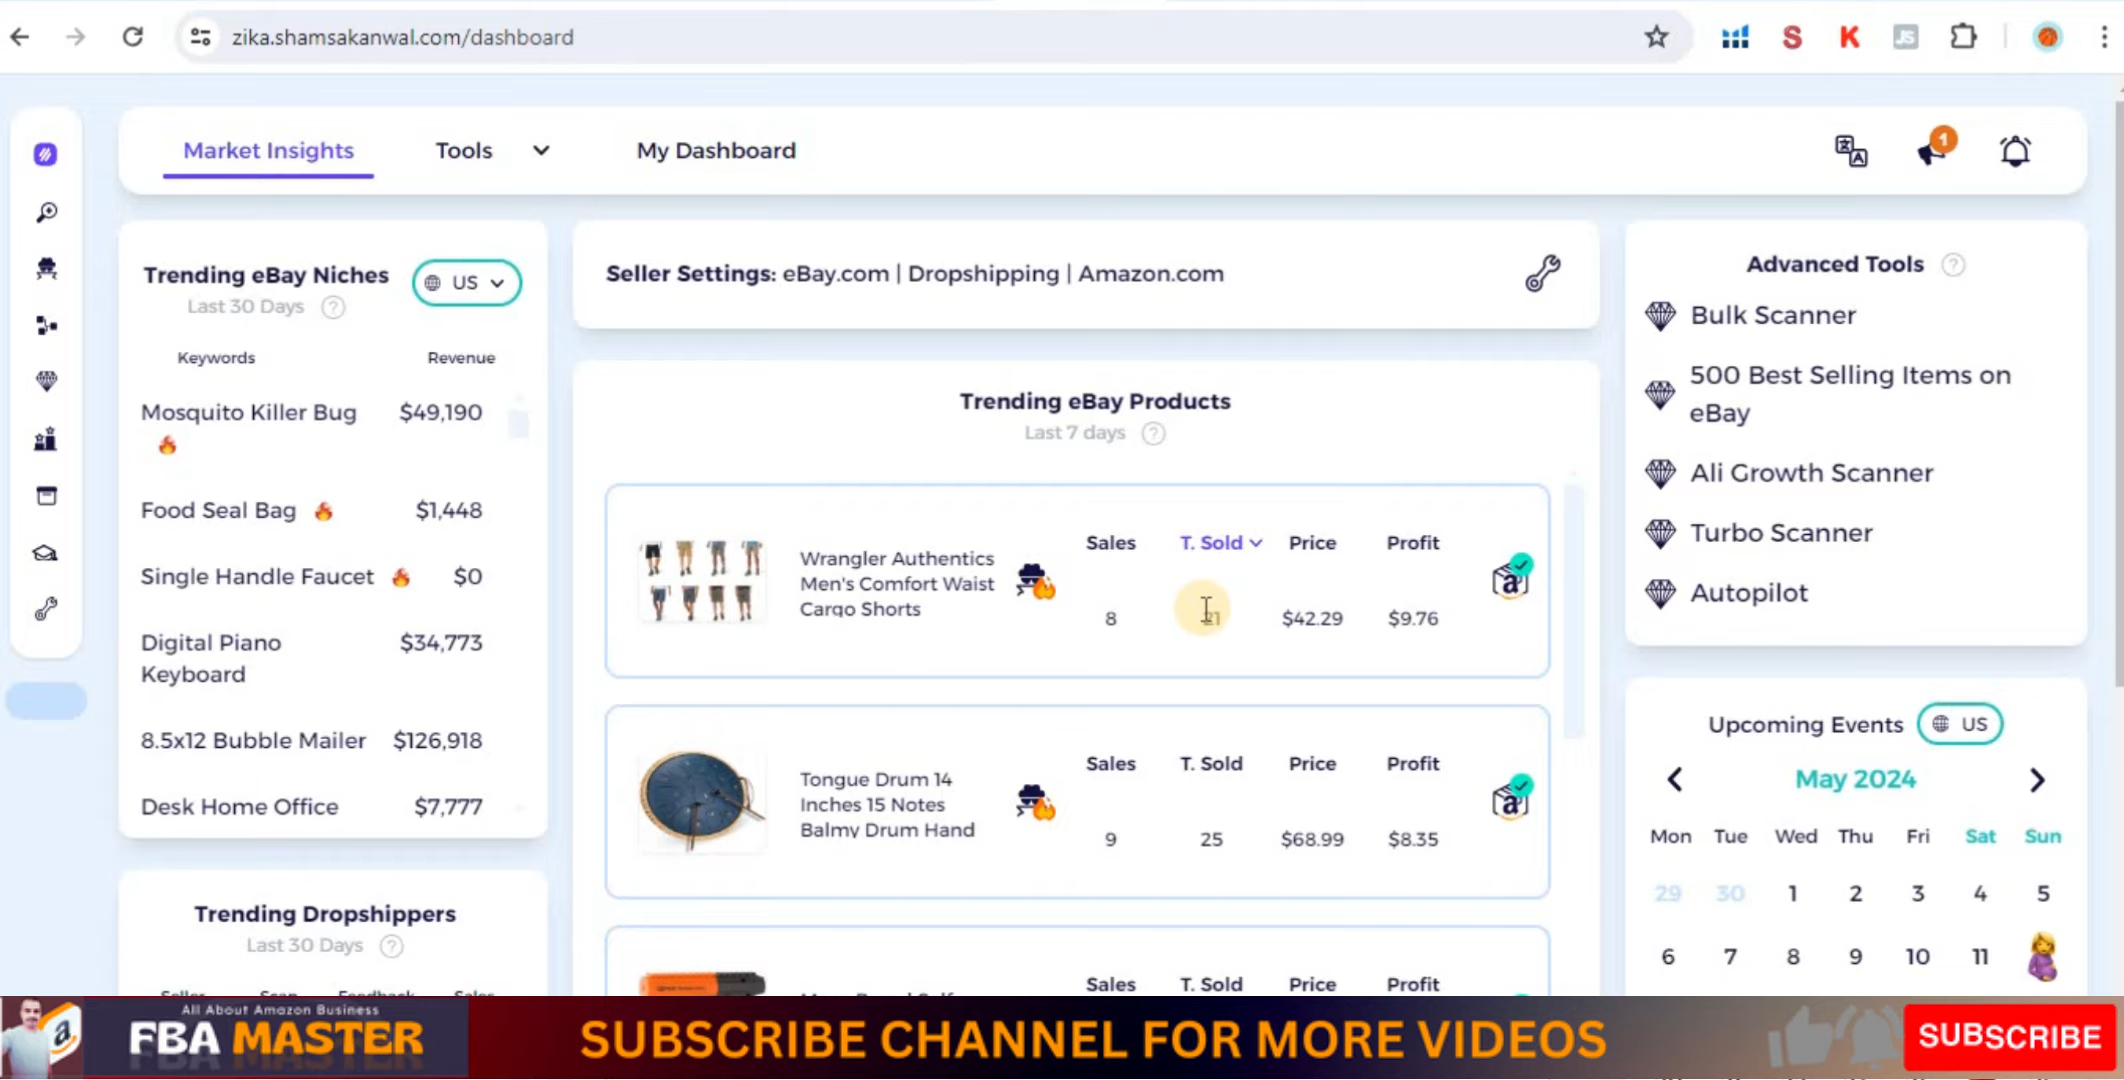 zika.shamsakanwal.com/dashboard
S K JS
Market Insights Tools My Dashboard
1
Trending eBay Niches US
Last 30 Days ?
Keywords Revenue
Mosquito Killer Bug $49,190
Food Seal Bag $1,448
Single Handle Faucet $0
Digital Piano $34,773
Keyboard
8.5x12 Bubble Mailer $126,918
Desk Home Office $7,777
Trending Dropshippers
Last 30 Days ?
Seller Scan Feedback Sales
Seller Settings: eBay.com | Dropshipping | Amazon.com
Trending eBay Products
Last 7 days ?
Wrangler Authentics
Men's Comfort Waist
Cargo Shorts
Sales T. Sold Price Profit
8 21 $42.29 $9.76
Tongue Drum 14
Inches 15 Notes
Balmy Drum Hand
Sales T. Sold Price Profit
9 25 $68.99 $8.35
Sales T. Sold Price Profit
Advanced Tools ?
Bulk Scanner
500 Best Selling Items on
eBay
Ali Growth Scanner
Turbo Scanner
Autopilot
Upcoming Events US
May 2024
Mon Tue Wed Thu Fri Sat Sun
29 30 1 2 3 4 5
6 7 8 9 10 11
All About Amazon Business
FBA MASTER
SUBSCRIBE CHANNEL FOR MORE VIDEOS
SUBSCRIBE